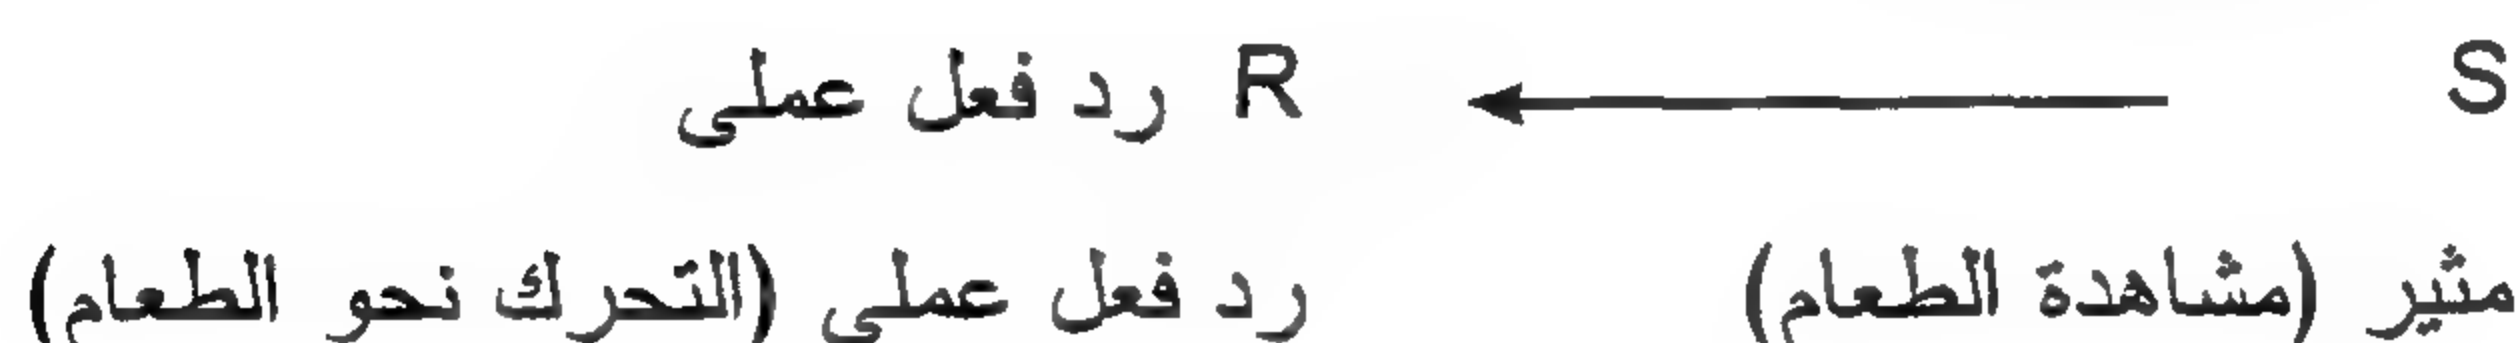 S ← R رد فعل عملى
مثير (مشاهدة الطعام) رد فعل عملى (التحرك نحو الطعام)